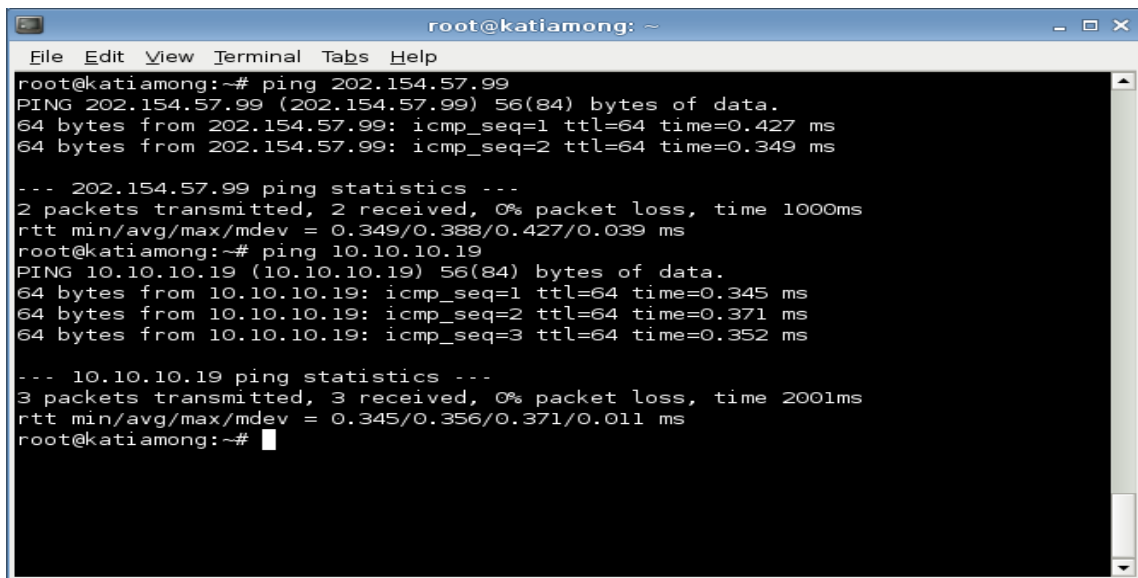 root@katiamong: ~
File Edit View Terminal Tabs Help
root@katiamong:~# ping 202.154.57.99
PING 202.154.57.99 (202.154.57.99) 56(84) bytes of data.
64 bytes from 202.154.57.99: icmp_seq=1 ttl=64 time=0.427 ms
64 bytes from 202.154.57.99: icmp_seq=2 ttl=64 time=0.349 ms
--- 202.154.57.99 ping statistics ---
2 packets transmitted, 2 received, 0% packet loss, time 1000ms
rtt min/avg/max/mdev = 0.349/0.388/0.427/0.039 ms
root@katiamong:~# ping 10.10.10.19
PING 10.10.10.19 (10.10.10.19) 56(84) bytes of data.
64 bytes from 10.10.10.19: icmp_seq=1 ttl=64 time=0.345 ms
64 bytes from 10.10.10.19: icmp_seq=2 ttl=64 time=0.371 ms
64 bytes from 10.10.10.19: icmp_seq=3 ttl=64 time=0.352 ms
--- 10.10.10.19 ping statistics ---
3 packets transmitted, 3 received, 0% packet loss, time 2001ms
rtt min/avg/max/mdev = 0.345/0.356/0.371/0.011 ms
root@katiamong:~#